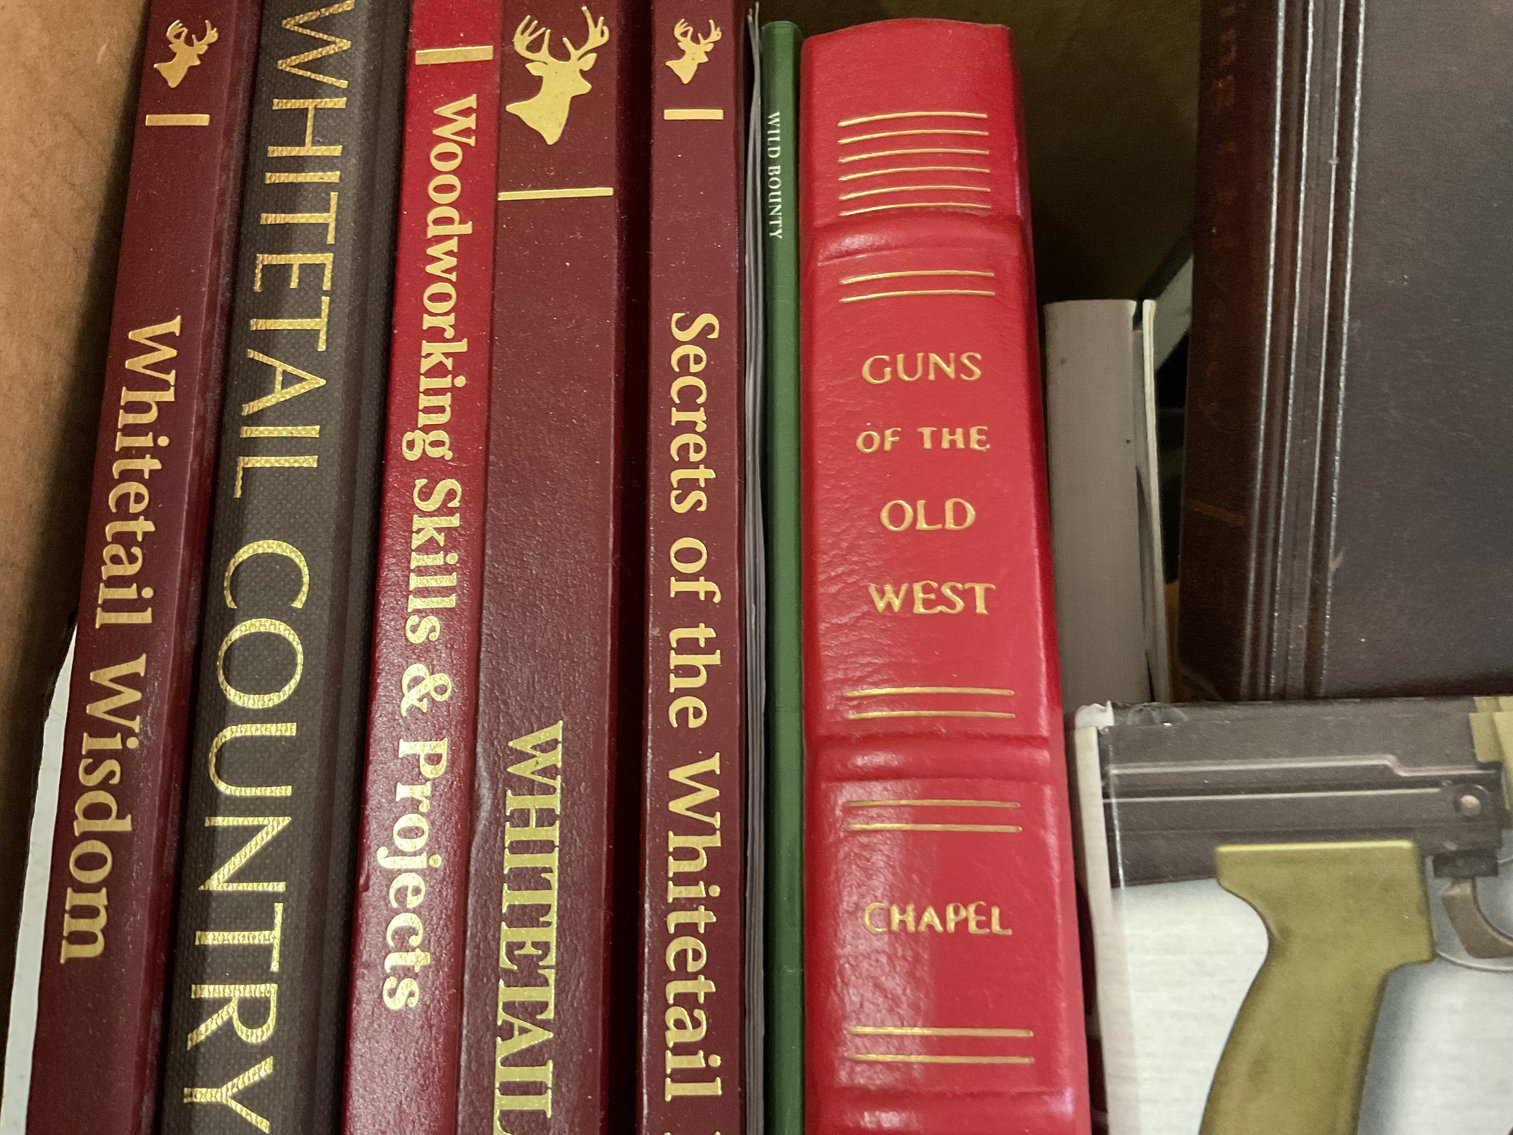 Whitetail Wisdom
WHITETAIL COUNTRY
Woodworking Skills & Projects
WHITETAIL
Secrets of the Whitetail
WILD BOUNTY
GUNS
OF THE
OLD
WEST
CHAPEL